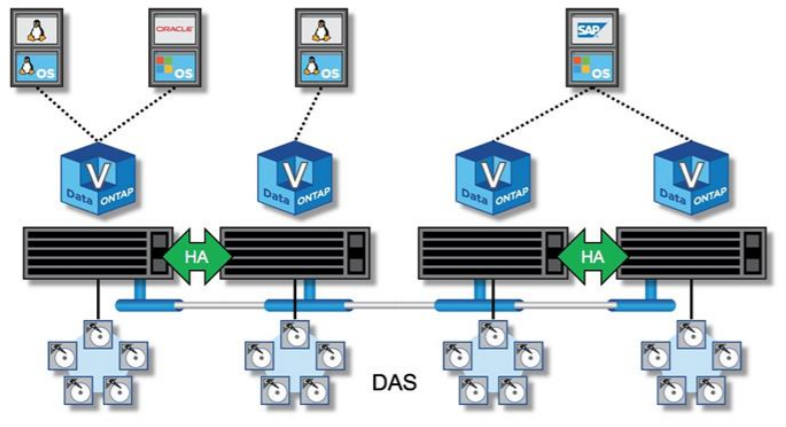 ORACLE
SAP
OS
OS
OS
OS
V
Data ONTAP
V
Data ONTAP
V
Data ONTAP
V
Data ONTAP
HA
HA
DAS